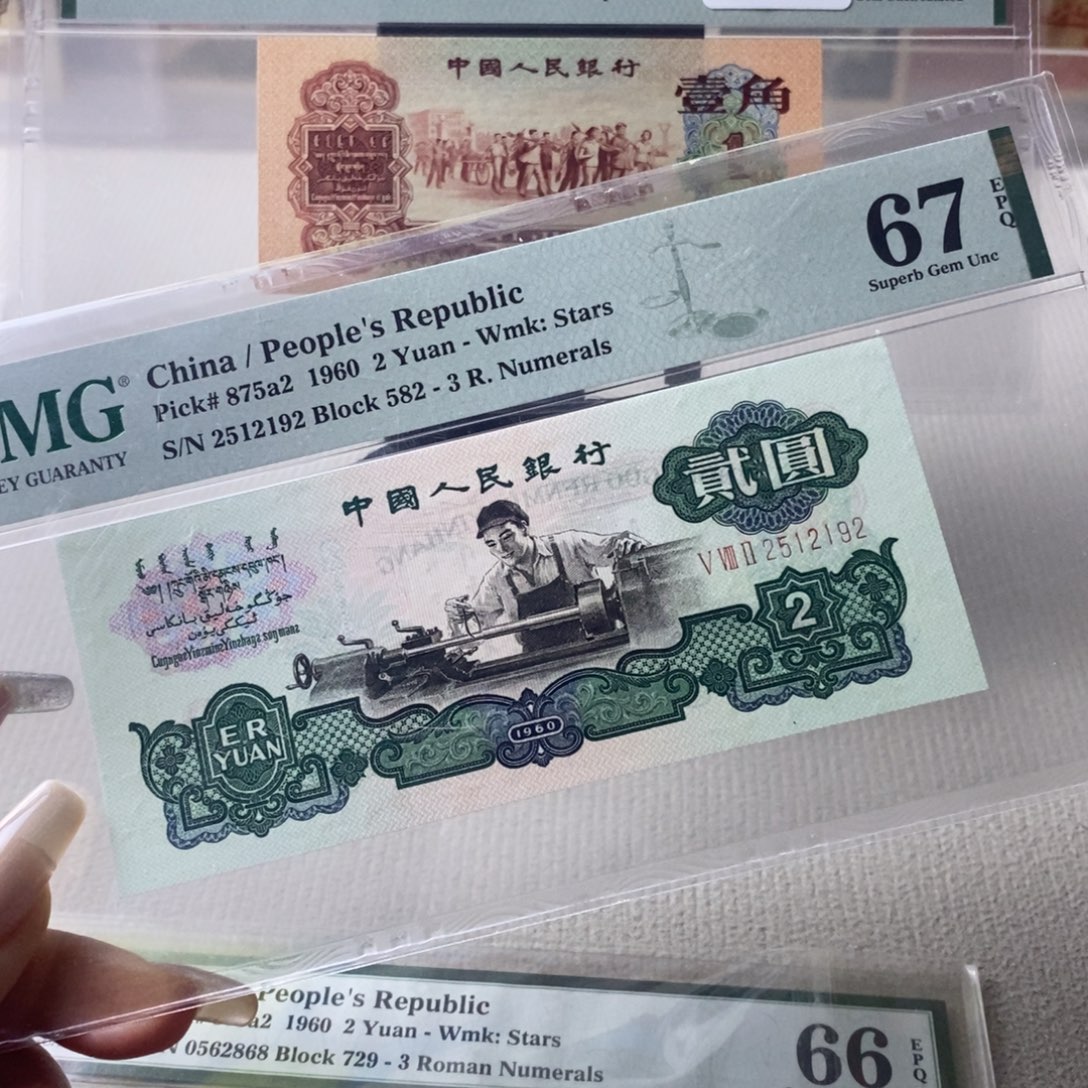 中國人民銀行
壹角
67
EPQ
Superb Gem Unc
China / People's Republic
Pick# 875a2 1960 2 Yuan - Wmk: Stars
S/N 2512192 Block 582 - 3 R. Numerals
MG®
EY GUARANTY
中國人民銀行
貳圓
V VIII II 2512192
2
CungguekYinzminzYinzhangz song maenz
ER
YUAN
1960
People's Republic
a2 1960 2 Yuan - Wmk: Stars
N 0562868 Block 729 - 3 Roman Numerals
66
EPQ